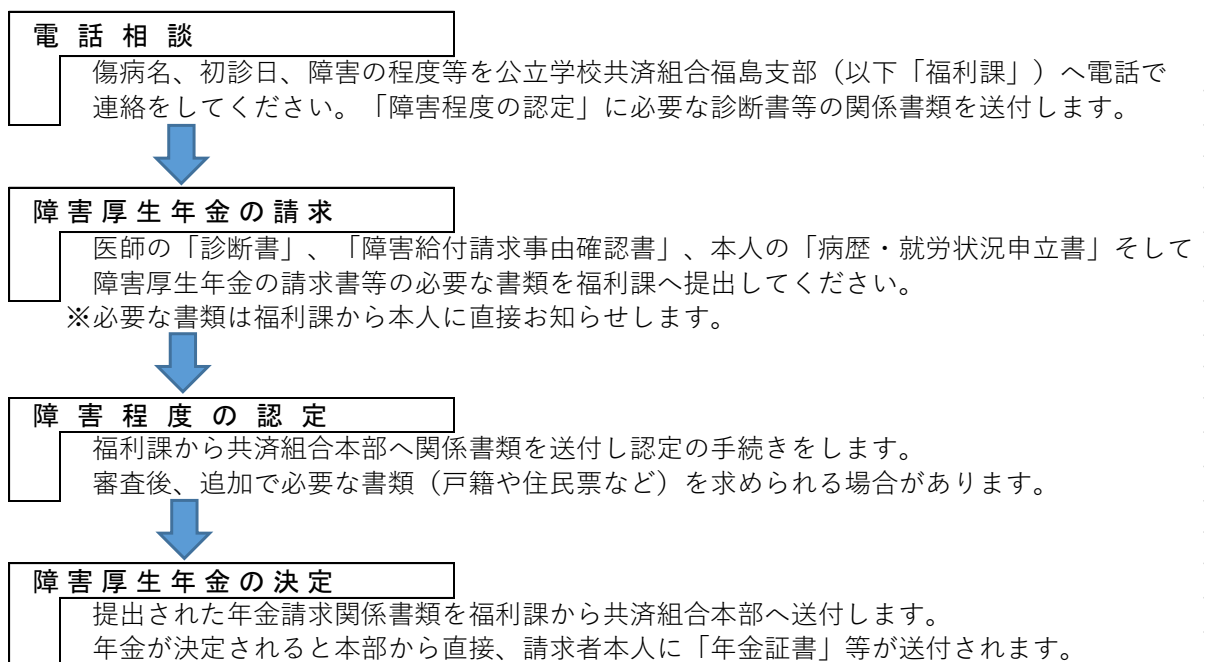 電話相談
傷病名、初診日、障害の程度等を公立学校共済組合福島支部（以下「福利課」）へ電話で
連絡をしてください。「障害程度の認定」に必要な診断書等の関係書類を送付します。
障害厚生年金の請求
医師の「診断書」、「障害給付請求事由確認書」、本人の「病歴・就労状況申立書」そして
障害厚生年金の請求書等の必要な書類を福利課へ提出してください。
※必要な書類は福利課から本人に直接お知らせします。
障害程度の認定
福利課から共済組合本部へ関係書類を送付し認定の手続きをします。
審査後、追加で必要な書類（戸籍や住民票など）を求められる場合があります。
障害厚生年金の決定
提出された年金請求関係書類を福利課から共済組合本部へ送付します。
年金が決定されると本部から直接、請求者本人に「年金証書」等が送付されます。